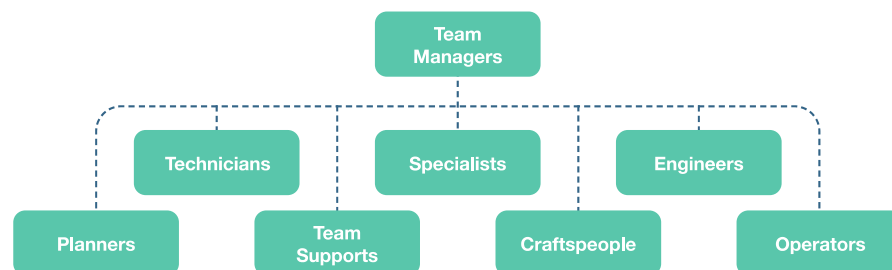 Team
Managers
Technicians
Specialists
Engineers
Planners
Team
Supports
Craftspeople
Operators